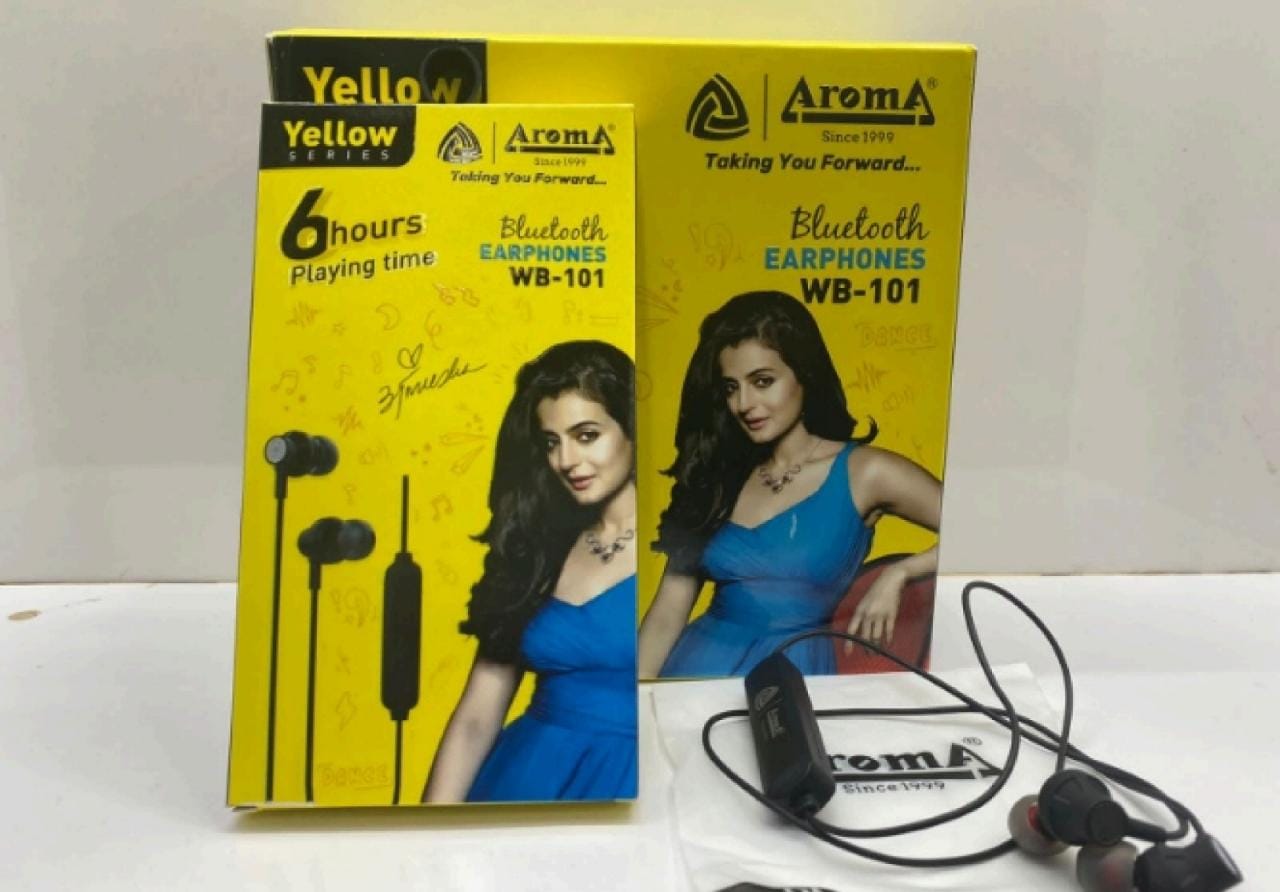 Yellow
AromA®
Since 1999
Taking You Forward...
Bluetooth
EARPHONES
WB-101
DANCE
Yellow
SERIES
AromA®
Since 1999
Taking You Forward...
6 hours
Playing time
Bluetooth
EARPHONES
WB-101
DANCE
AromA®
Since 1999